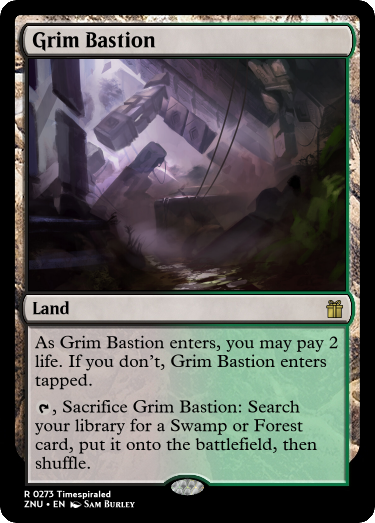 Grim Bastion
Land
As Grim Bastion enters, you may pay 2
life. If you don't, Grim Bastion enters
tapped.
, Sacrifice Grim Bastion: Search
your library for a Swamp or Forest
card, put it onto the battlefield, then
shuffle.
R 0273 Timespiraled
ZNU • EN Sam Burley